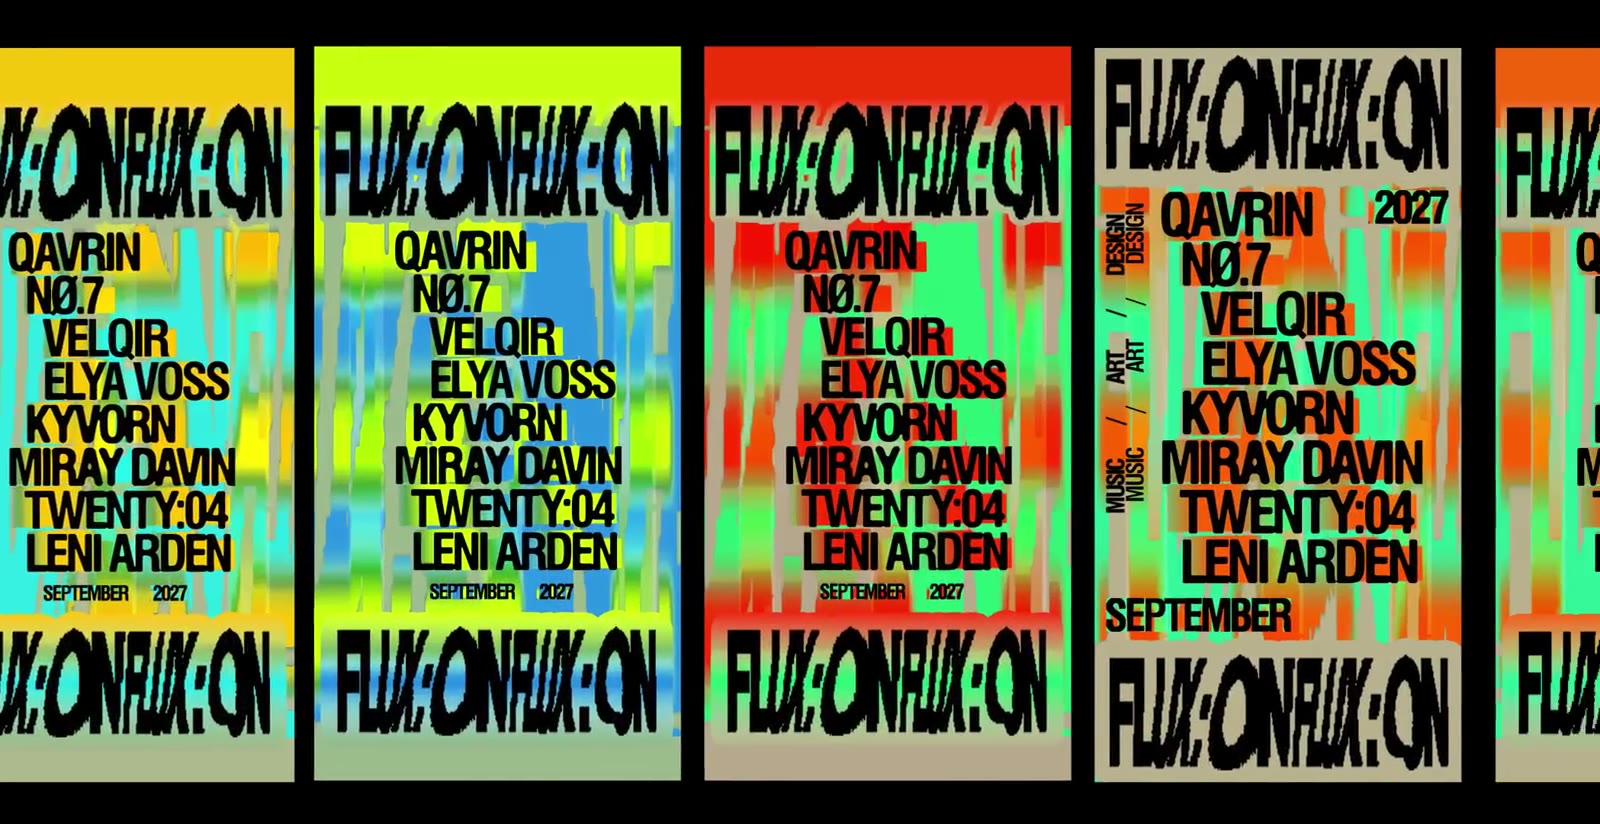 FLUX:ONFLUX:ON
QAVRIN
NØ.7
VELQIR
ELYA VOSS
KYVORN
MIRAY DAVIN
TWENTY:04
LENI ARDEN
SEPTEMBER 2027
FLUX:ONFLUX:ON
FLUX:ONFLUX:ON
QAVRIN
NØ.7
VELQIR
ELYA VOSS
KYVORN
MIRAY DAVIN
TWENTY:04
LENI ARDEN
SEPTEMBER 2027
FLUX:ONFLUX:ON
FLUX:ONFLUX:ON
QAVRIN
NØ.7
VELQIR
ELYA VOSS
KYVORN
MIRAY DAVIN
TWENTY:04
LENI ARDEN
SEPTEMBER 2027
FLUX:ONFLUX:ON
FLUX:ONFLUX:ON
MUSIC / ART / DESIGN
MUSIC // ART // DESIGN
2027
QAVRIN
NØ.7
VELQIR
ELYA VOSS
KYVORN
MIRAY DAVIN
TWENTY:04
LENI ARDEN
SEPTEMBER
FLUX:ONFLUX:ON